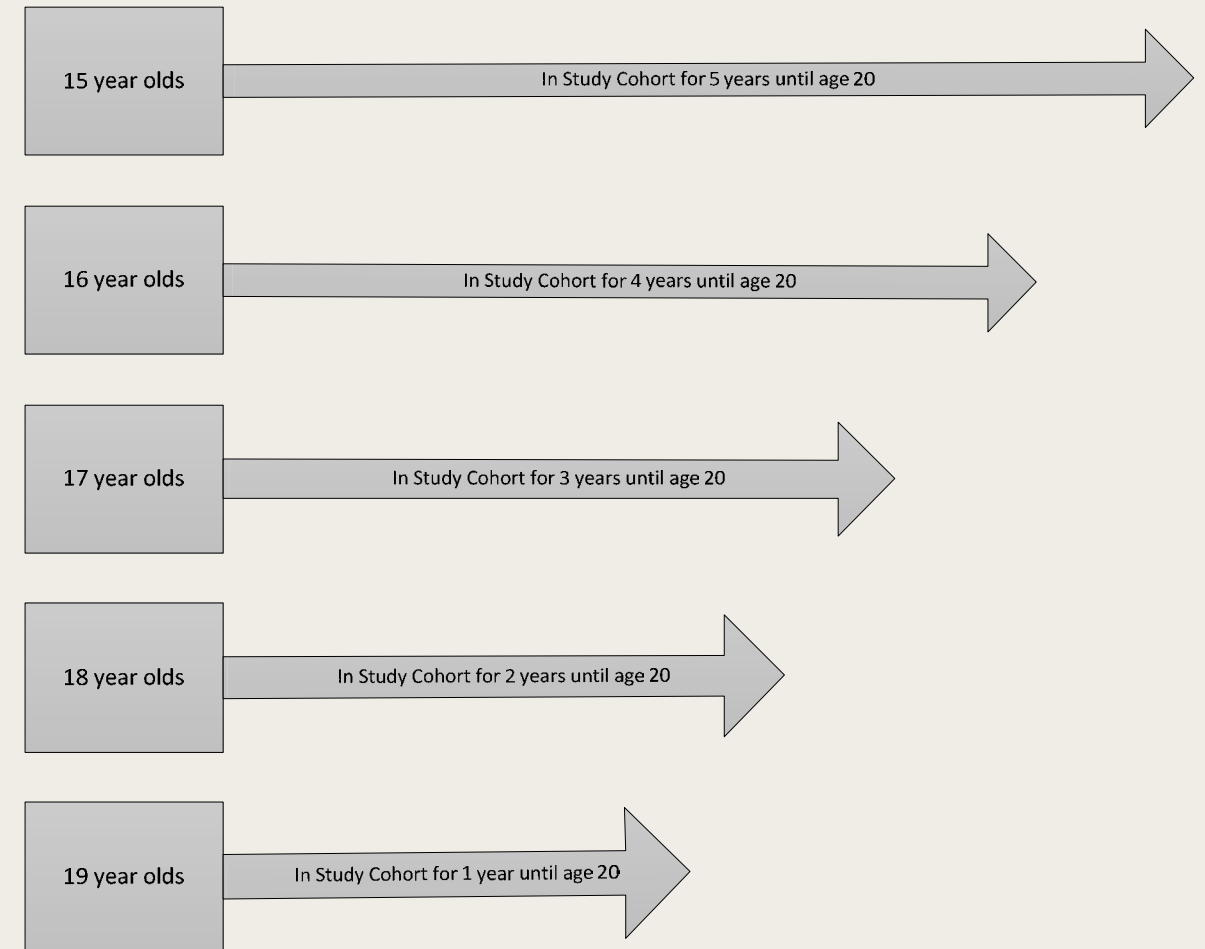 15 year olds
In Study Cohort for 5 years until age 20
16 year olds
In Study Cohort for 4 years until age 20
17 year olds
In Study Cohort for 3 years until age 20
18 year olds
In Study Cohort for 2 years until age 20
19 year olds
In Study Cohort for 1 year until age 20